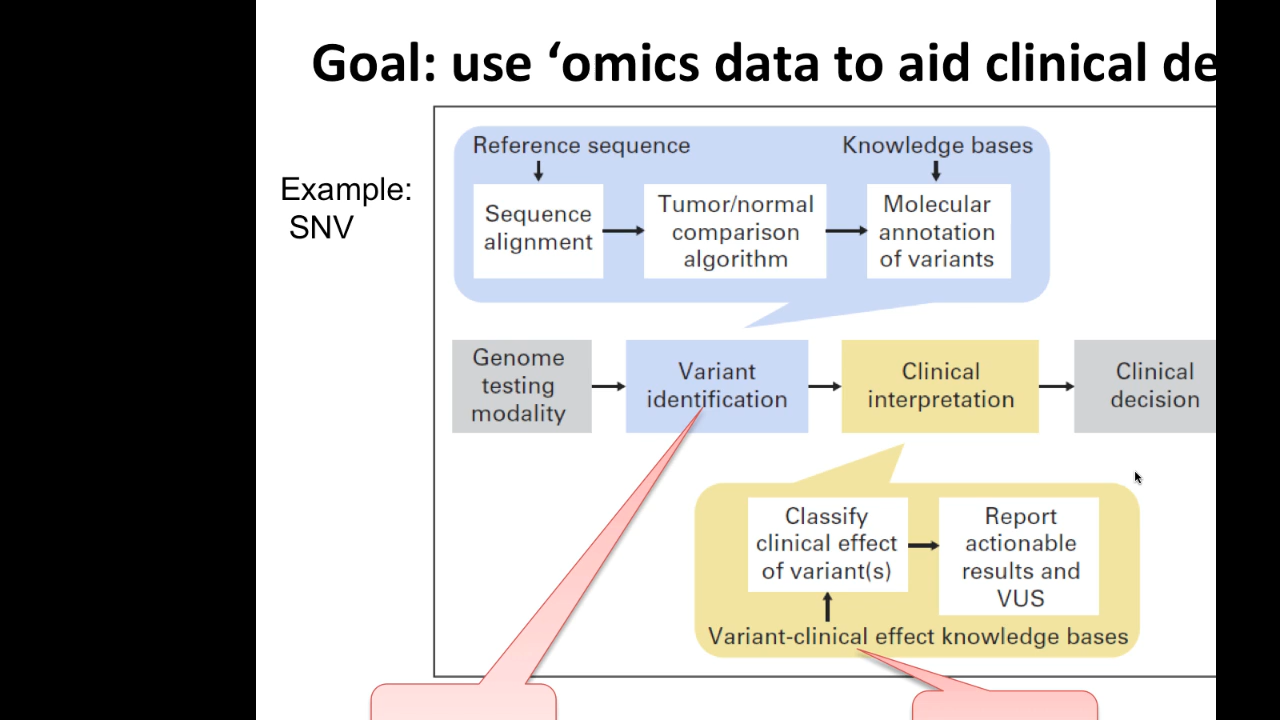 Goal: use ‘omics data to aid clinical de
Example:
SNV
Reference sequence
Knowledge bases
Sequence
alignment
Tumor/normal
comparison
algorithm
Molecular
annotation
of variants
Genome
testing
modality
Variant
identification
Clinical
interpretation
Clinical
decision
Classify
clinical effect
of variant(s)
Report
actionable
results and
VUS
Variant-clinical effect knowledge bases